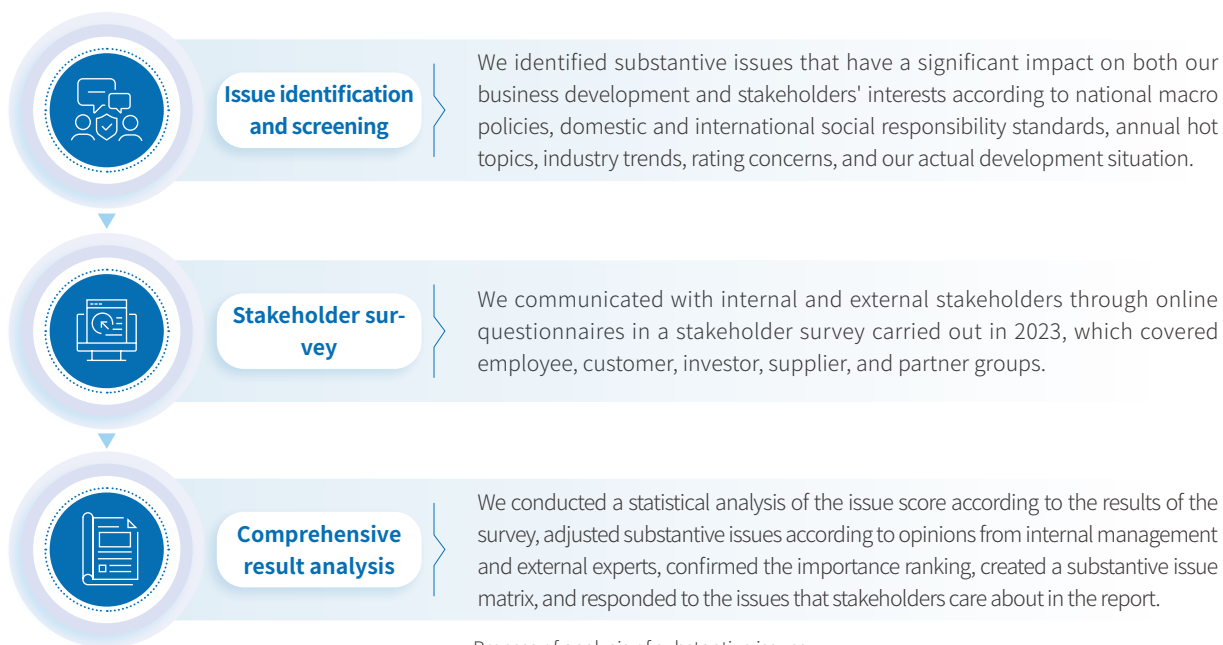 Issue identification
and screening
We identified substantive issues that have a significant impact on both our
business development and stakeholders' interests according to national macro
policies, domestic and international social responsibility standards, annual hot
topics, industry trends, rating concerns, and our actual development situation.
Stakeholder sur-
vey
We communicated with internal and external stakeholders through online
questionnaires in a stakeholder survey carried out in 2023, which covered
employee, customer, investor, supplier, and partner groups.
Comprehensive
result analysis
We conducted a statistical analysis of the issue score according to the results of the
survey, adjusted substantive issues according to opinions from internal management
and external experts, confirmed the importance ranking, created a substantive issue
matrix, and responded to the issues that stakeholders care about in the report.
Process of analysis of substantive issues